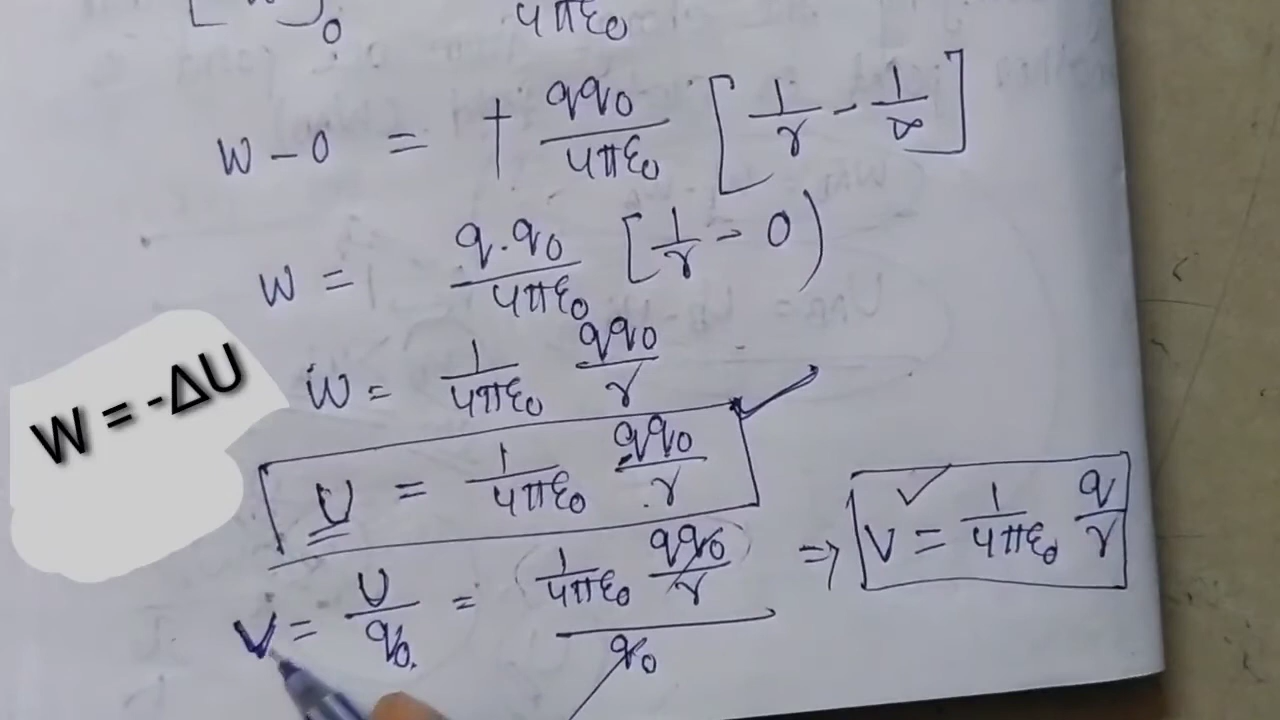 4πε₀
W - 0 = + qq₀/4πε₀ [1/r - 1/∞]
W = q.q₀/4πε₀ [1/r - 0)
W = 1/4πε₀ qq₀/r
W = -ΔU
U = 1/4πε₀ qq₀/r
V = U/q₀. = 1/4πε₀ qq₀/r / q₀ => V = 1/4πε₀ q/r